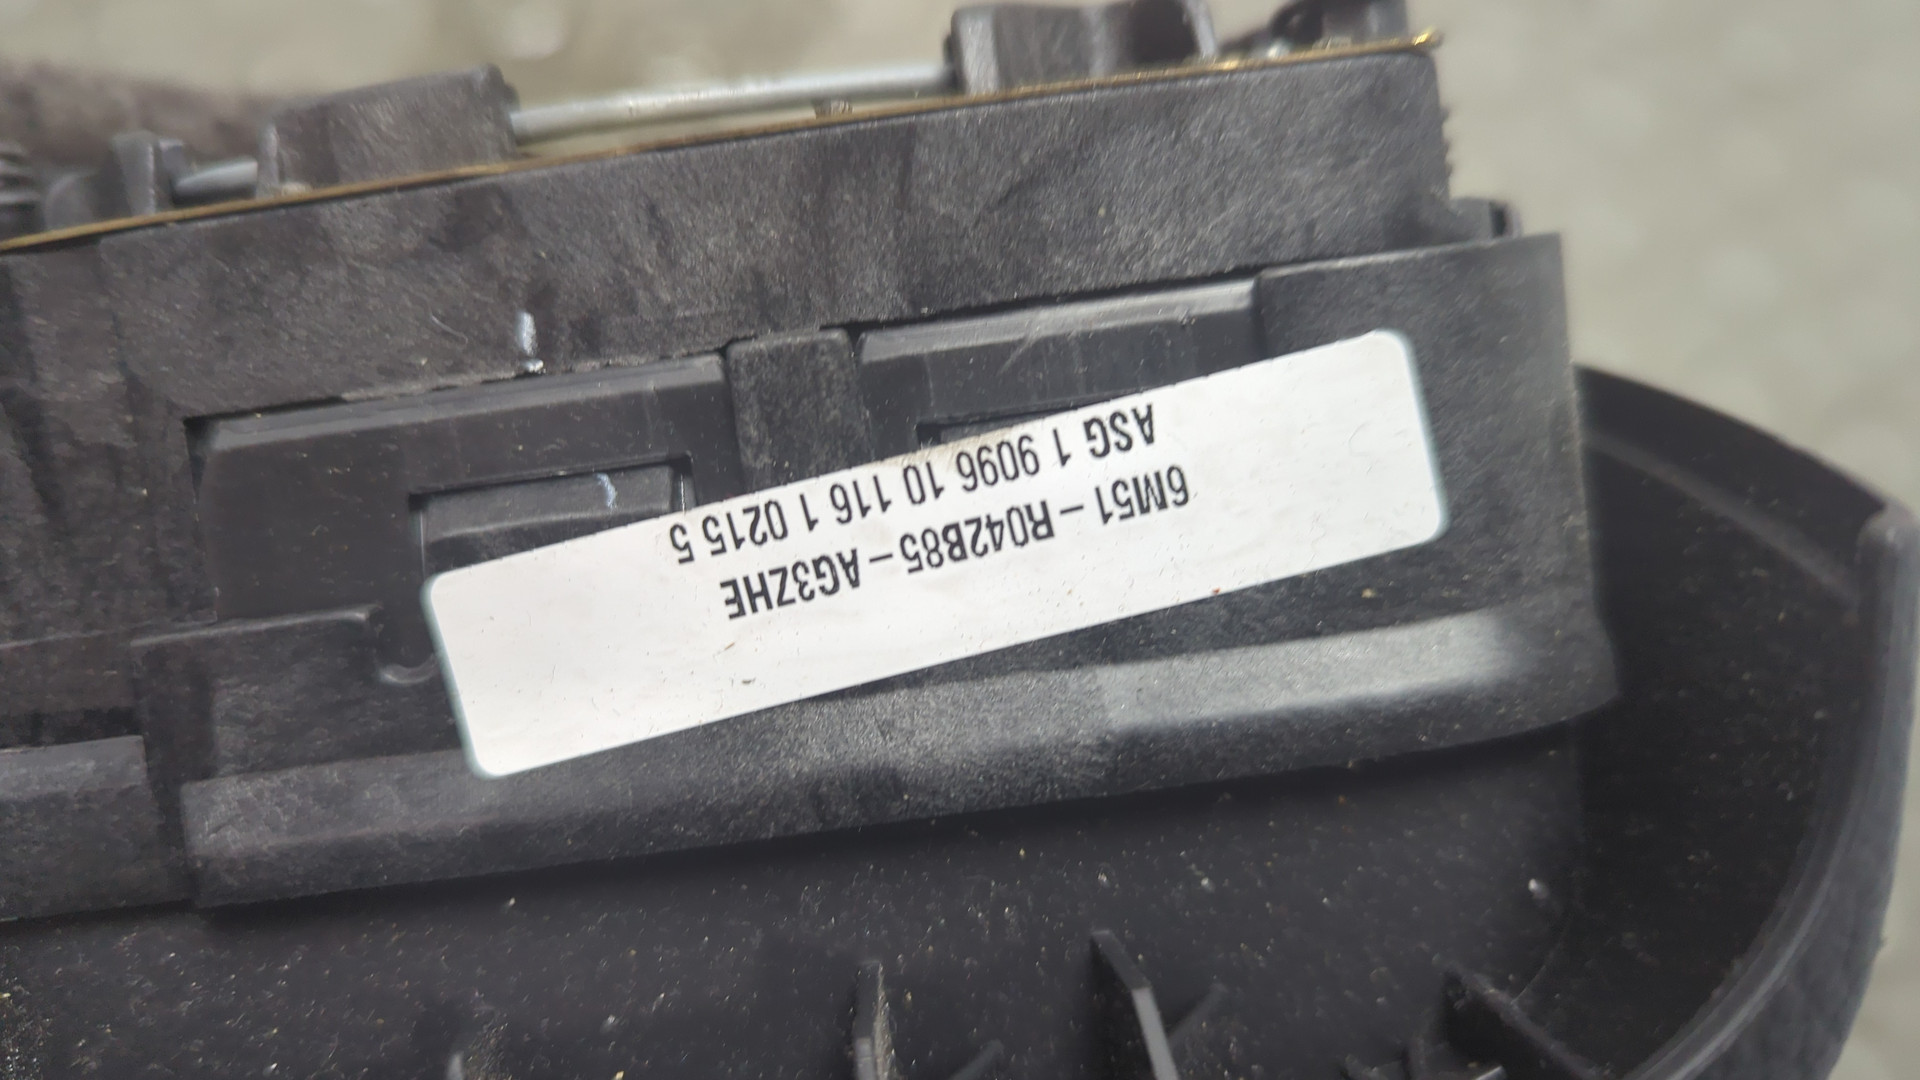 6M51-R042B85-AG3ZHE
ASG 1 9096 10 116 1 0215 5